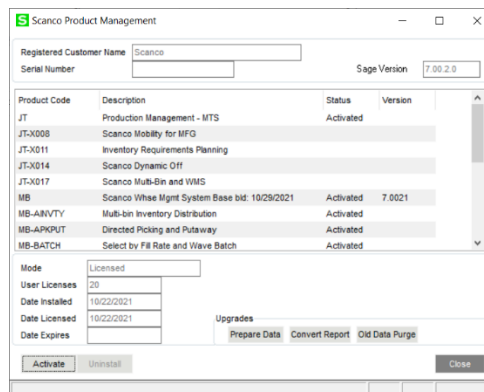 S Scanco Product Management
Registered Customer Name Scanco
Serial Number Sage Version 7.00.2.0
Product Code Description Status Version
JT Production Management - MTS Activated
JT-X008 Scanco Mobility for MFG
JT-X011 Inventory Requirements Planning
JT-X014 Scanco Dynamic Off
JT-X017 Scanco Multi-Bin and WMS
MB Scanco Whse Mgmt System Base bld: 10/29/2021 Activated 7.0021
MB-AINVTY Multi-bin Inventory Distribution Activated
MB-APKPUT Directed Picking and Putaway Activated
MB-BATCH Select by Fill Rate and Wave Batch Activated
Mode Licensed
User Licenses 20
Date Installed 10/22/2021
Date Licensed 10/22/2021 Upgrades
Date Expires Prepare Data Convert Report Old Data Purge
Activate Uninstall Close